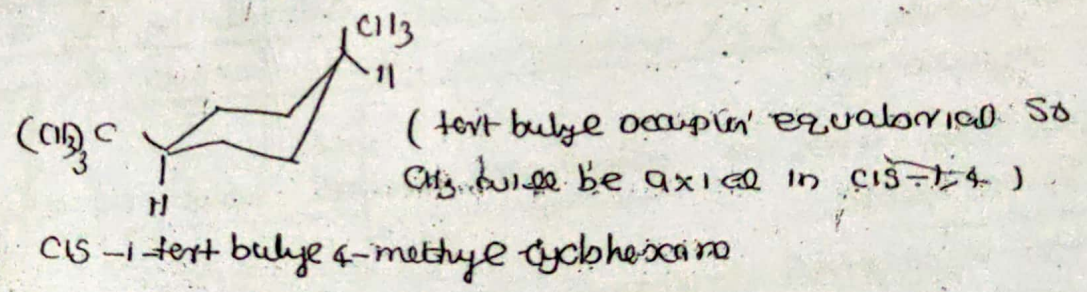 CH3
H
(CH3)3 C
( tert butyl occupies equatorial so
CH3 will be axial in cis-1,4 )
H
Cis -1-tert butyl 4-methyl cyclohexane